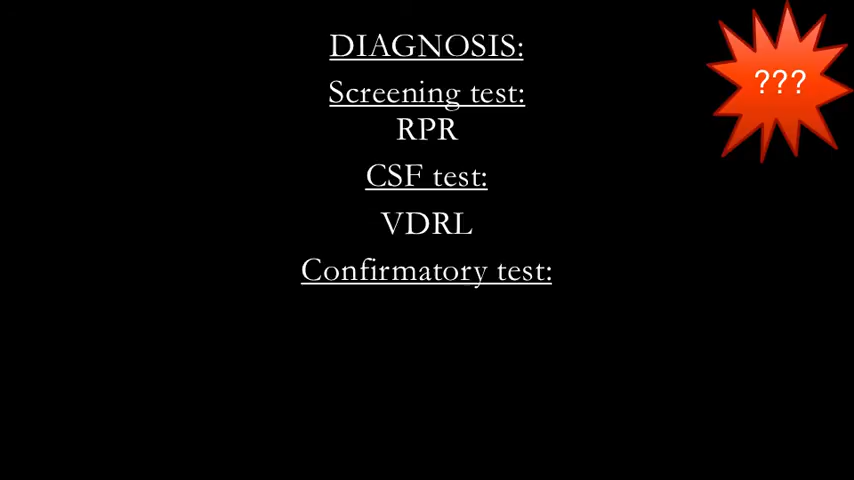 DIAGNOSIS:
???
Screening test:
RPR
CSF test:
VDRL
Confirmatory test: